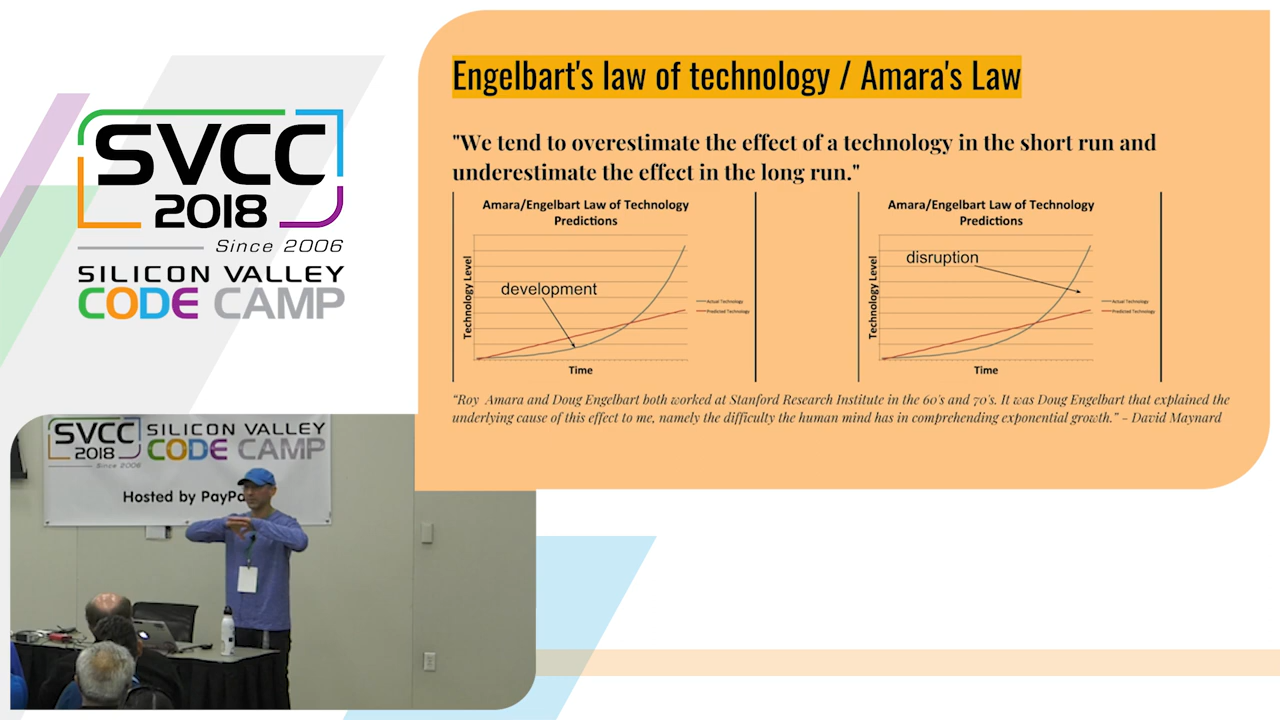 SVCC
2018
Since 2006
SILICON VALLEY
CODE CAMP
Engelbart's law of technology / Amara's Law
"We tend to overestimate the effect of a technology in the short run and
underestimate the effect in the long run."
Amara/Engelbart Law of Technology
Predictions
Technology Level
development
Actual Technology
Predicted Technology
Time
Amara/Engelbart Law of Technology
Predictions
Technology Level
disruption
Actual Technology
Predicted Technology
Time
"Roy Amara and Doug Engelbart both worked at Stanford Research Institute in the 60's and 70's. It was Doug Engelbart that explained the
underlying cause of this effect to me, namely the difficulty the human mind has in comprehending exponential growth." – David Maynard
SVCC
2018
Since 2006
SILICON VALLEY
CODE CAMP
Hosted by PayPa